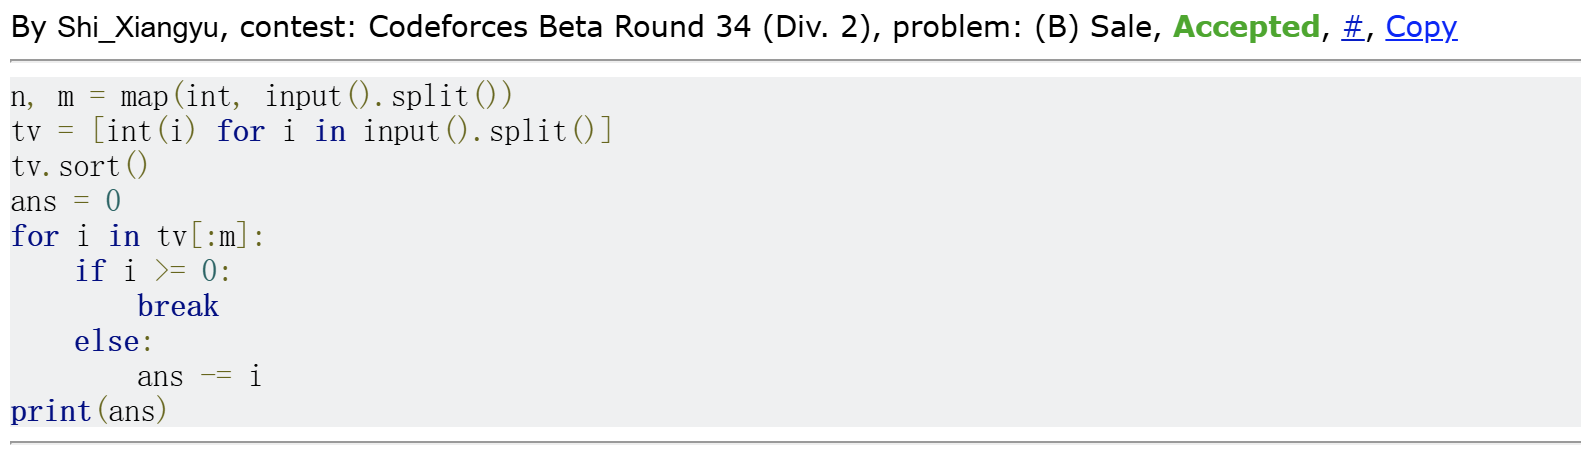 By Shi_Xiangyu, contest: Codeforces Beta Round 34 (Div. 2), problem: (B) Sale, Accepted, #, Copy
n, m = map(int, input().split())
tv = [int(i) for i in input().split()]
tv.sort()
ans = 0
for i in tv[:m]:
    if i >= 0:
        break
    else:
        ans -= i
print(ans)